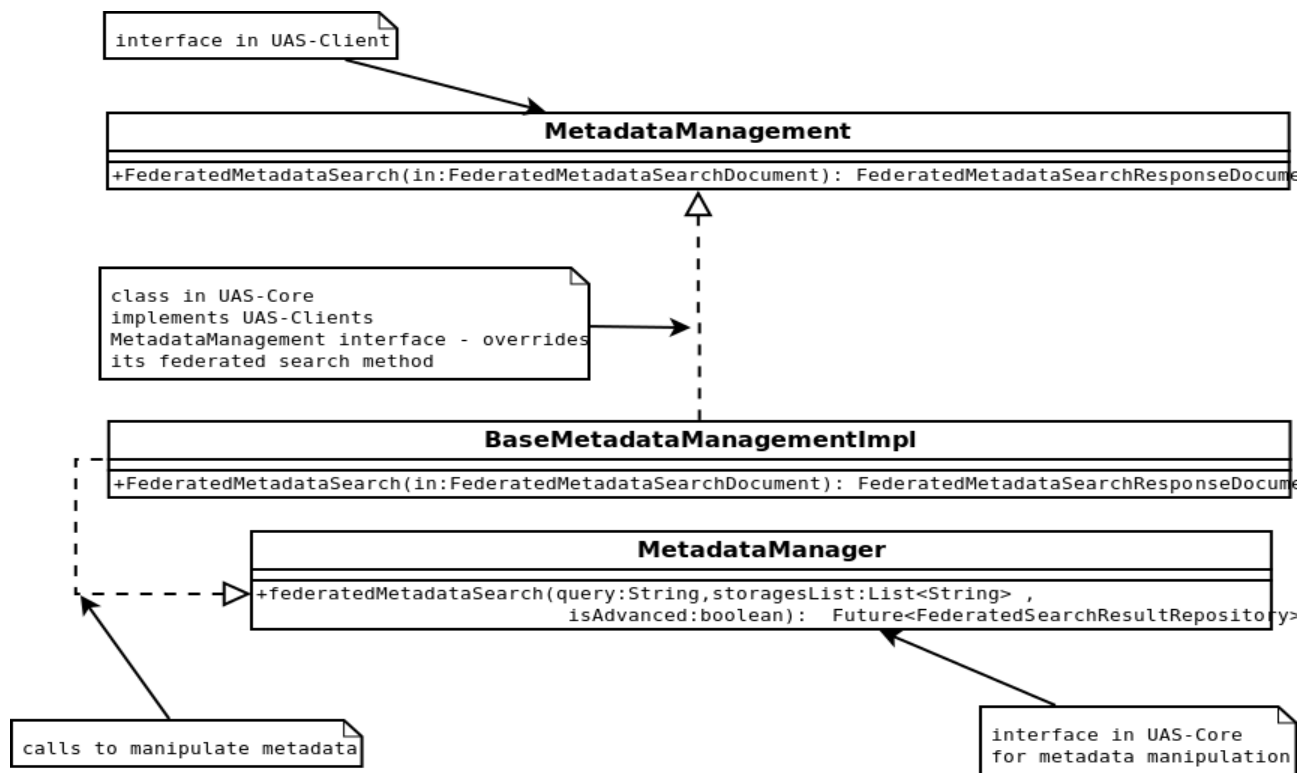 interface in UAS-Client
MetadataManagement
+FederatedMetadataSearch(in:FederatedMetadataSearchDocument): FederatedMetadataSearchResponseDocume
class in UAS-Core
implements UAS-Clients
MetadataManagement interface - overrides
its federated search method
BaseMetadataManagementImpl
+FederatedMetadataSearch(in:FederatedMetadataSearchDocument): FederatedMetadataSearchResponseDocume
MetadataManager
+federatedMetadataSearch(query:String,storagesList:List<String> ,
isAdvanced:boolean):  Future<FederatedSearchResultRepository>
calls to manipulate metadata
interface in UAS-Core
for metadata manipulation